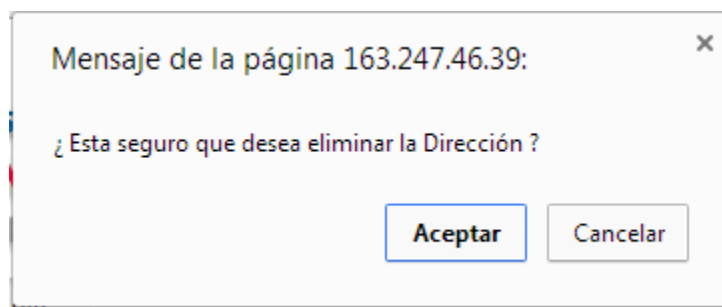 Mensaje de la página 163.247.46.39:
¿ Esta seguro que desea eliminar la Dirección ?
Aceptar
Cancelar